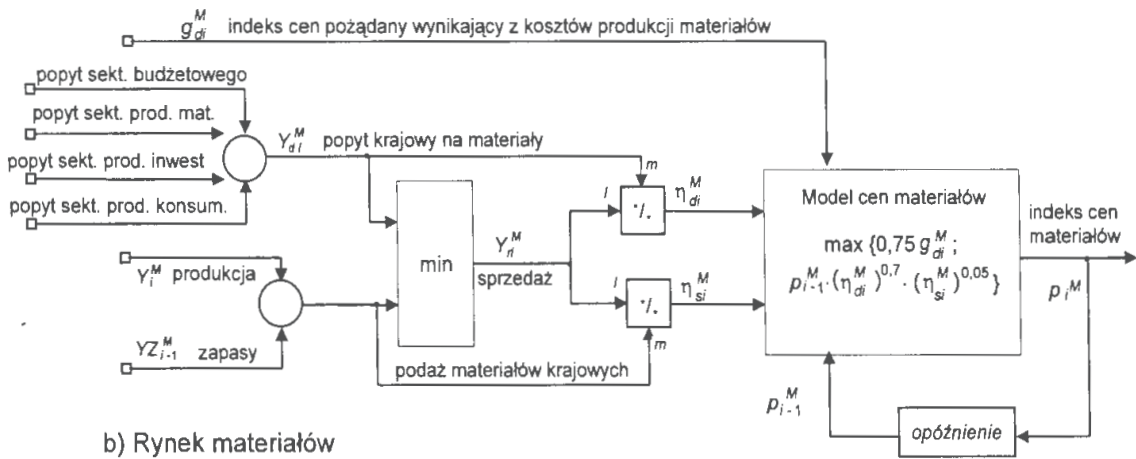 g_di^M indeks cen pożądany wynikający z kosztów produkcji materiałów
popyt sekt. budżetowego
popyt sekt. prod. mat.
popyt sekt. prod. inwest
popyt sekt. prod. konsum.
Y_di^M popyt krajowy na materiały
m
l
*/*
η_di^M
min
Y_ri^M
sprzedaż
l
*/*
η_si^M
m
Y_i^M produkcja
YZ_i-1^M zapasy
podaż materiałów krajowych
Model cen materiałów
max {0,75 g_di^M ;
p_i-1^M · (η_di^M)^0,7 · (η_si^M)^0,05}
indeks cen
materiałów
p_i^M
p_i-1^M
opóźnienie
b) Rynek materiałów